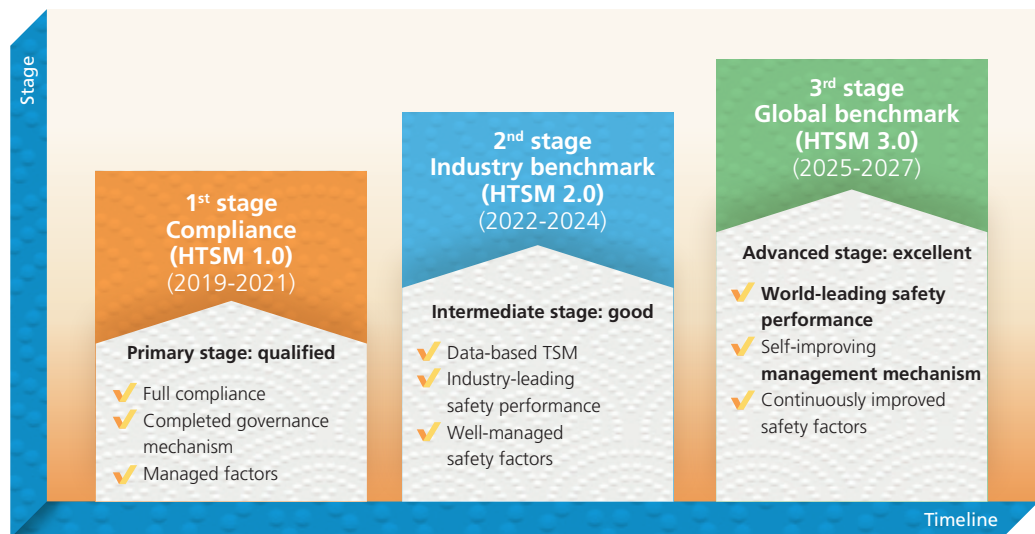 Stage
1st stage
Compliance
(HTSM 1.0)
(2019-2021)
Primary stage: qualified
Full compliance
Completed governance
mechanism
Managed factors
2nd stage
Industry benchmark
(HTSM 2.0)
(2022-2024)
Intermediate stage: good
Data-based TSM
Industry-leading
safety performance
Well-managed
safety factors
3rd stage
Global benchmark
(HTSM 3.0)
(2025-2027)
Advanced stage: excellent
World-leading safety
performance
Self-improving
management mechanism
Continuously improved
safety factors
Timeline